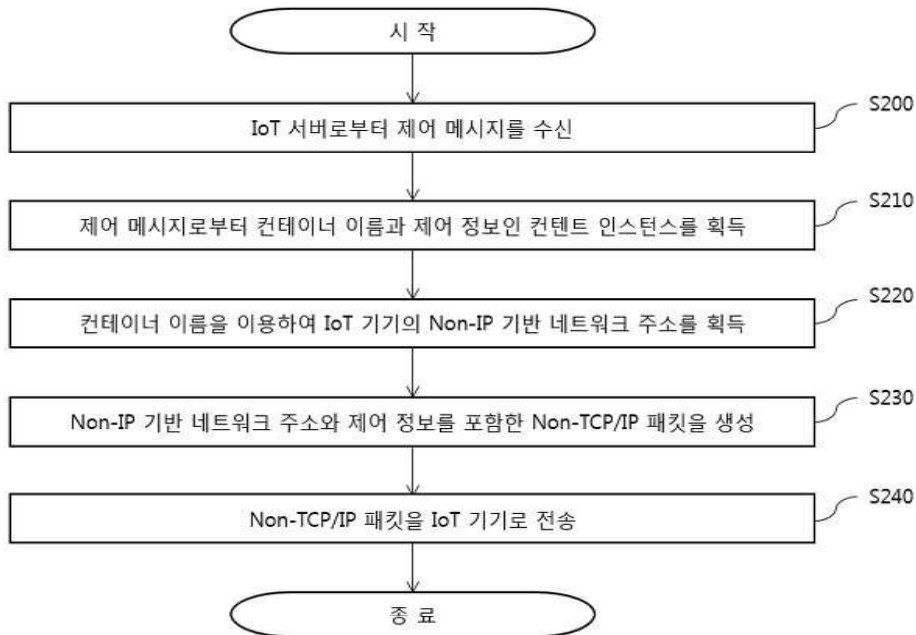 시 작
S200
IoT 서버로부터 제어 메시지를 수신
S210
제어 메시지로부터 컨테이너 이름과 제어 정보인 컨텐트 인스턴스를 획득
S220
컨테이너 이름을 이용하여 IoT 기기의 Non-IP 기반 네트워크 주소를 획득
S230
Non-IP 기반 네트워크 주소와 제어 정보를 포함한 Non-TCP/IP 패킷을 생성
S240
Non-TCP/IP 패킷을 IoT 기기로 전송
종 료